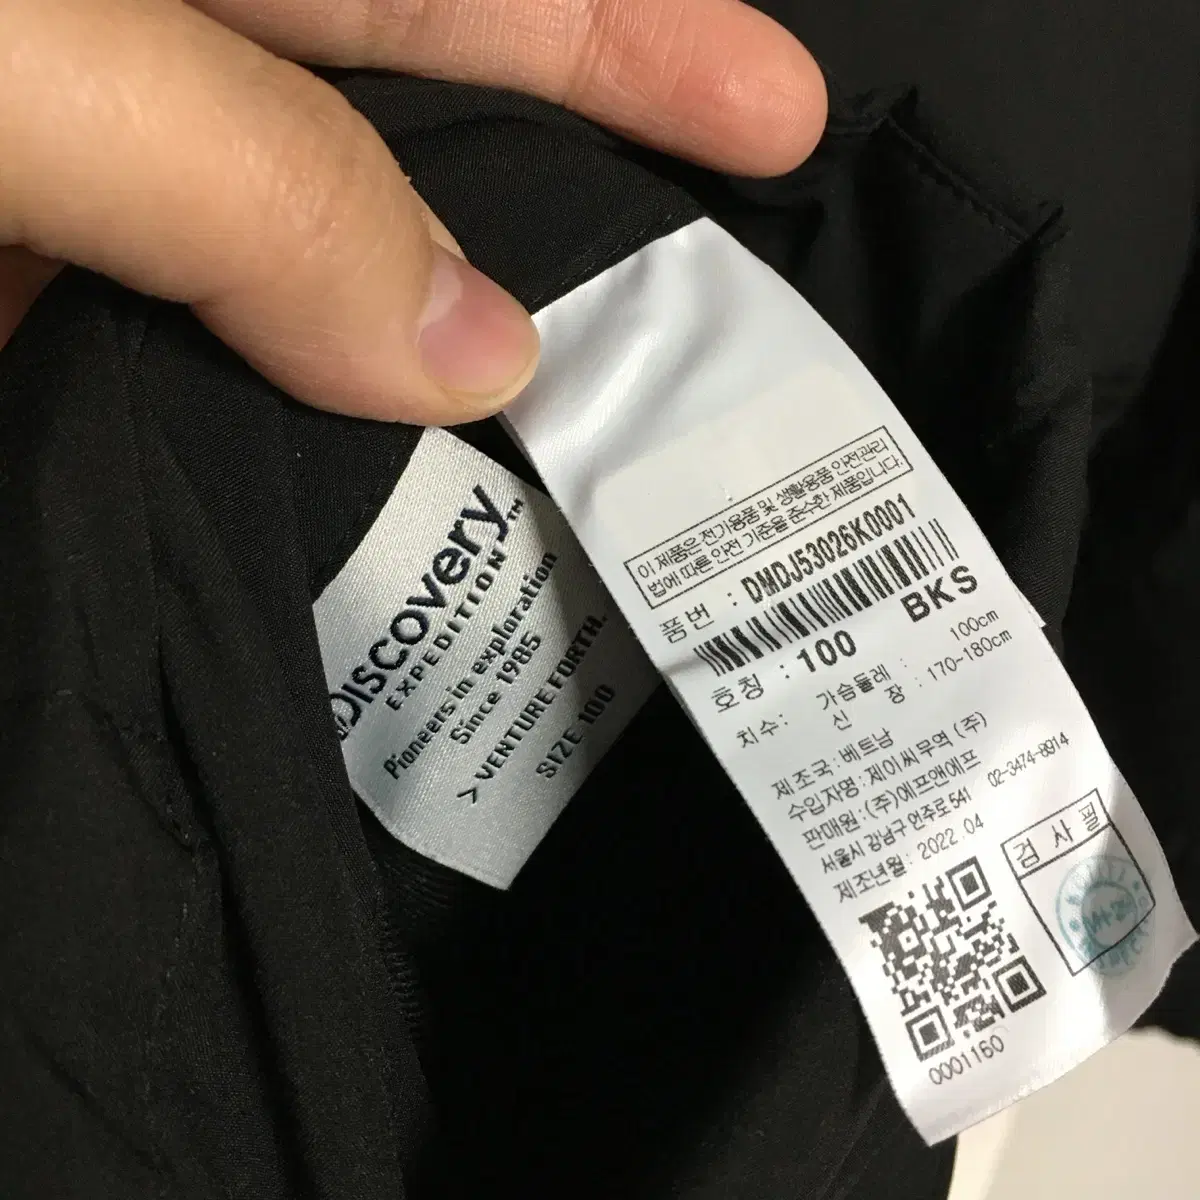 Discovery™
EXPEDITION
Pioneers in exploration
Since 1985
> VENTURE FORTH.
SIZE 100
이 제품은 전기용품 및 생활용품 안전관리
법에 따른 안전 기준을 준수한 제품입니다.
품번 : DMDJ53026K0001
BKS
호칭 : 100
치수: 가슴둘레 : 100cm
신 장 : 170~180cm
제조국: 베트남
수입자명: 제이씨무역 (주)
판매원: (주)에프앤에프
서울시 강남구 언주로 541 02-3474-8914
제조년월: 2022.04
검사필
0001160